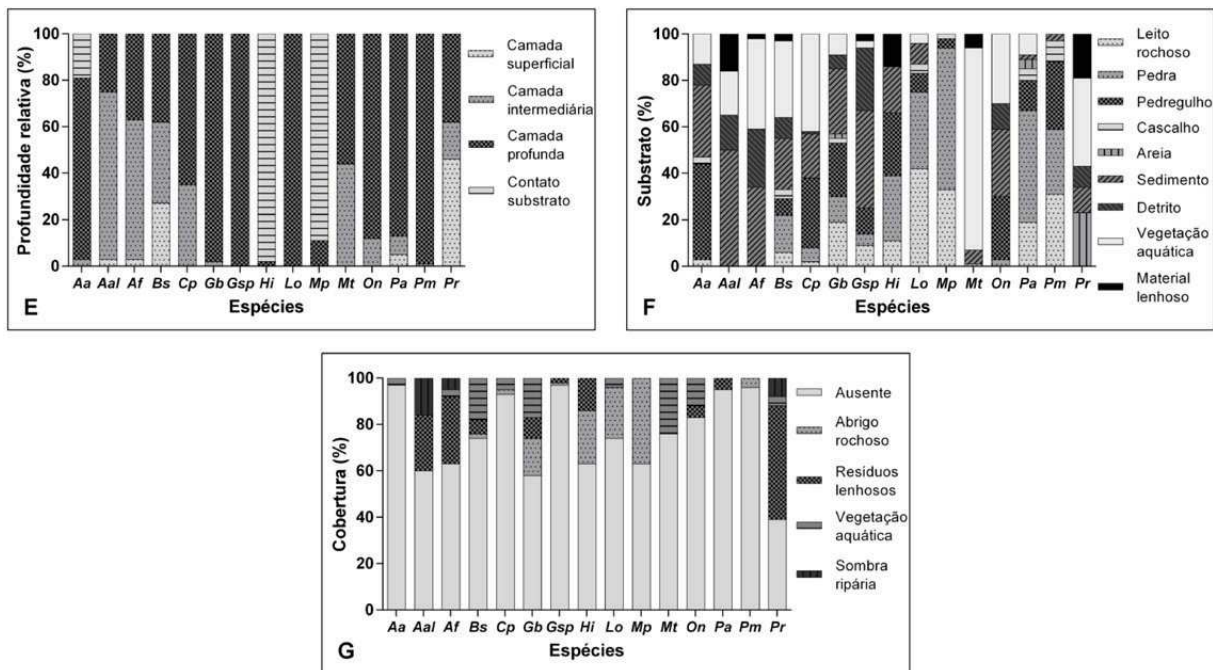 Profundidade relativa (%)
100
80
60
40
20
0
Aa Aal Af Bs Cp Gb Gsp Hi Lo Mp Mt On Pa Pm Pr
Espécies
E
Camada
superficial
Camada
intermediária
Camada
profunda
Contato
substrato
Substrato (%)
100
80
60
40
20
0
Aa Aal Af Bs Cp Gb Gsp Hi Lo Mp Mt On Pa Pm Pr
Espécies
F
Leito
rochoso
Pedra
Pedregulho
Cascalho
Areia
Sedimento
Detrito
Vegetação
aquática
Material
lenhoso
Cobertura (%)
100
80
60
40
20
0
Aa Aal Af Bs Cp Gb Gsp Hi Lo Mp Mt On Pa Pm Pr
Espécies
G
Ausente
Abrigo
rochoso
Resíduos
lenhosos
Vegetação
aquática
Sombra
ripária